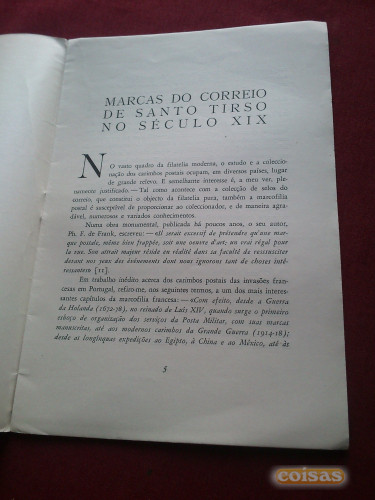 MARCAS DO CORREIO
DE SANTO TIRSO
NO SÉCULO XIX
NO vasto quadro da filatelia moderna, o estudo e a coleccio-
nação dos carimbos postais ocupam, em diversos países, lugar
de grande relevo. E semelhante interesse é, a meu ver, ple-
namente justificado. — Tal como acontece com a colecção de selos do
correio, que constitui o objecto da filatelia pura, também a marcofilia
postal é susceptível de proporcionar ao coleccionador, e de maneira agra-
dável, numerosos e variados conhecimentos.
Numa obra monumental, publicada há poucos anos, o seu autor,
Ph. F. de Frank, escreveu: — «Il serait excessif de prétendre qu'une mar-
que postale, même bien frappée, soit une œuvre d'art: un vrai régal pour
la vue. Son attrait majeur réside en réalité dans sa faculté de ressusciter
devant nos yeux des événements dont nous ignorons tant de choses inté-
ressantes» [11].
Em trabalho inédito acerca dos carimbos postais das invasões fran-
cesas em Portugal, refiro-me, nos seguintes termos, a um dos mais interes-
santes capítulos da marcofilia francesa: — «Com efeito, desde a Guerra
da Holanda (1672-78), no reinado de Luís XIV, quando surge o primeiro
esboço de organização dos serviços da Posta Militar, com suas marcas
manuscritas, até aos modernos carimbos da Grande Guerra (1914-18);
desde as longínquas expedições ao Egipto, à China e ao México, até às
5
coisas